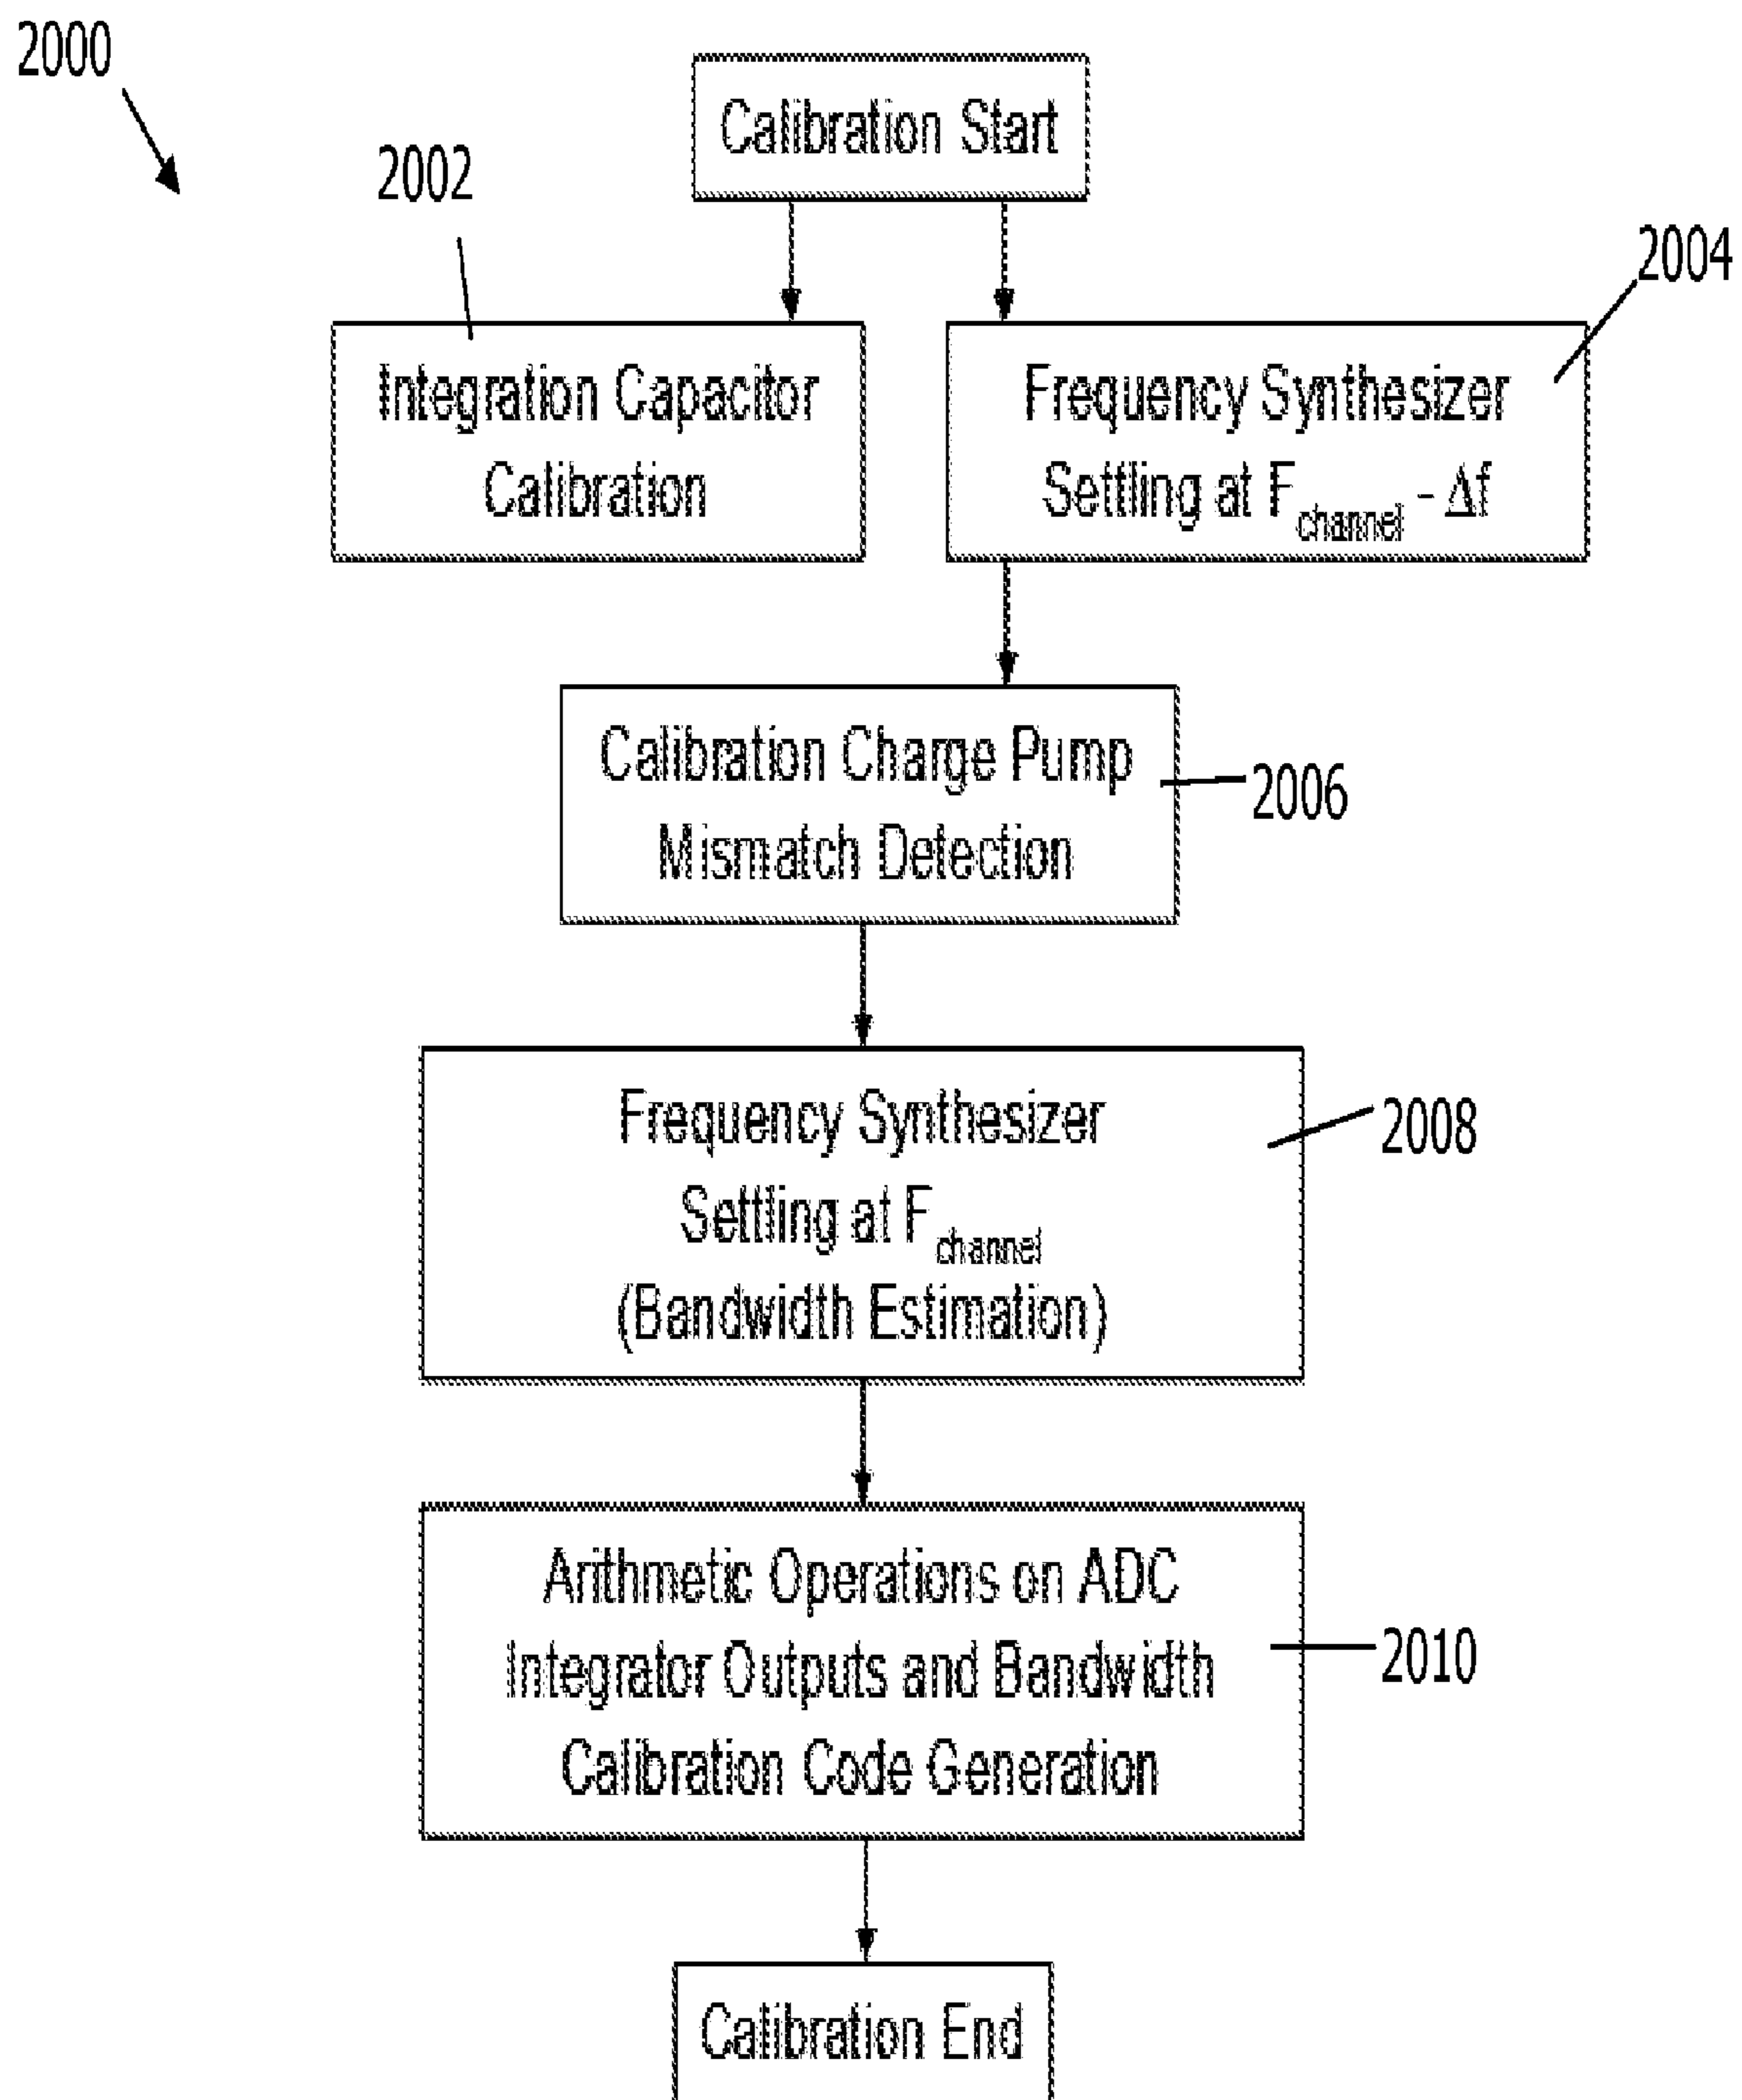 2000
Calibration Start
2002
2004
Integration Capacitor
Calibration
Frequency Synthesizer
Settling at Fchannel - Δf
Calibration Charge Pump
Mismatch Detection
2006
Frequency Synthesizer
Settling at Fchannel
(Bandwidth Estimation)
2008
Arithmetic Operations on ADC
Integrator Outputs and Bandwidth
Calibration Code Generation
2010
Calibration End